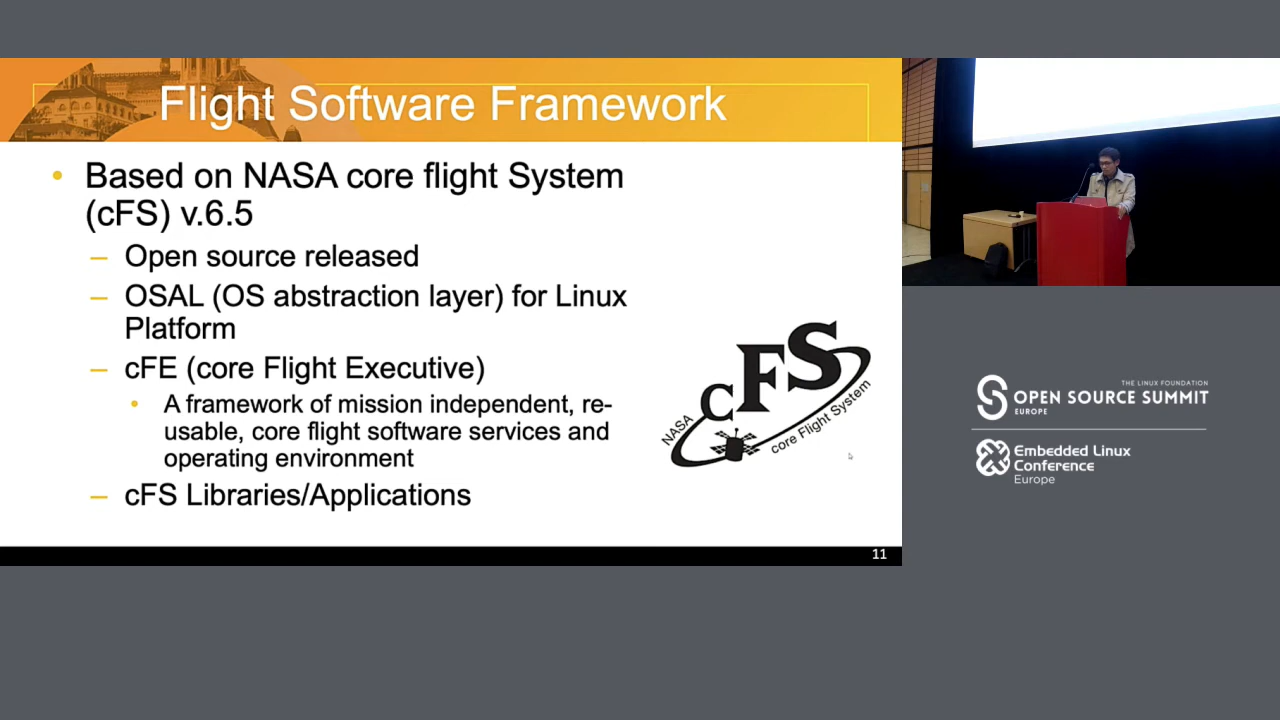 Flight Software Framework
• Based on NASA core flight System
(cFS) v.6.5
– Open source released
– OSAL (OS abstraction layer) for Linux
Platform
– cFE (core Flight Executive)
• A framework of mission independent, re-
usable, core flight software services and
operating environment
– cFS Libraries/Applications
cFS
NASA
core Flight System
11
THE LINUX FOUNDATION
OPEN SOURCE SUMMIT
EUROPE
Embedded Linux
Conference
Europe